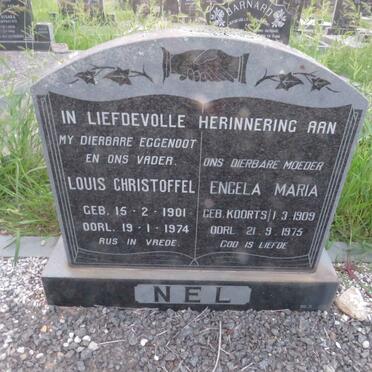 BARNARD
IN LIEFDEVOLLE HERINNERING AAN
MY DIERBARE EGGENOOT
EN ONS VADER.
LOUIS CHRISTOFFEL
GEB. 15-2-1901
OORL. 19-1-1974
RUS IN VREDE.
ONS DIERBARE MOEDER
ENGELA MARIA
GEB. KOORTS 1.3.1909
OORL. 21.9.1975
GOD IS LIEFDE
NEL